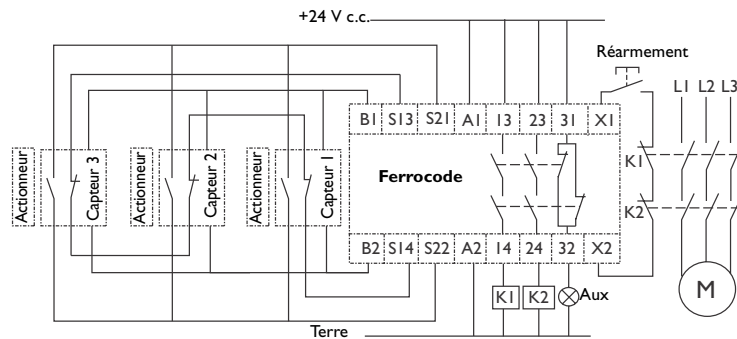 +24 V c.c.
Réarmement
L1 L2 L3
B1 S13 S21 A1 13 23 31 X1
Actionneur
Capteur 3
Actionneur
Capteur 2
Actionneur
Capteur 1
Ferrocode
K1
K2
B2 S14 S22 A2 14 24 32 X2
K1 K2 Aux
M
Terre